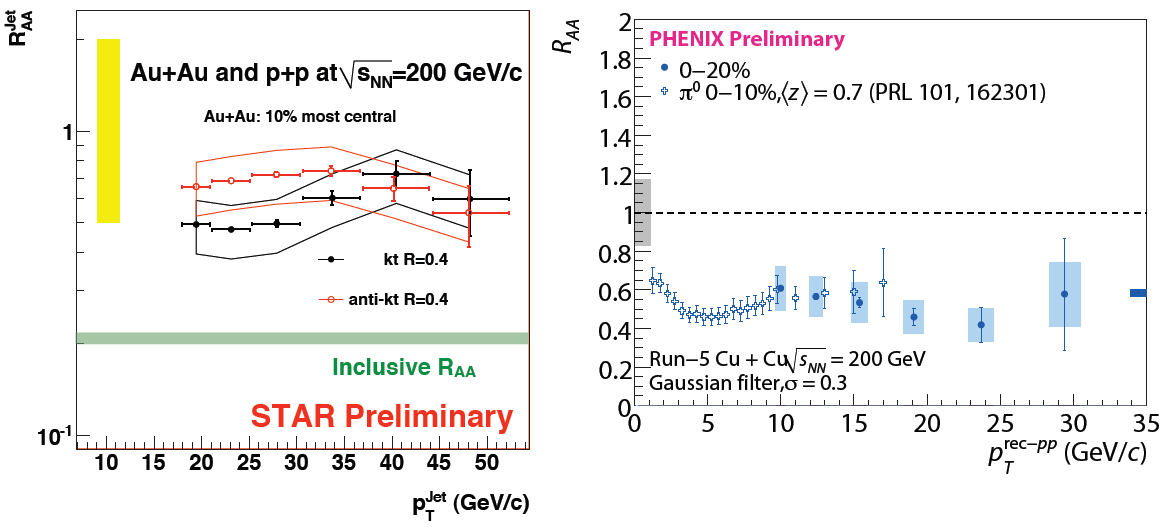 R_AA^Jet
Au+Au and p+p at √s_NN=200 GeV/c
Au+Au: 10% most central
1
kt R=0.4
anti-kt R=0.4
Inclusive R_AA
STAR Preliminary
10^-1
10 15 20 25 30 35 40 45 50
p_T^Jet (GeV/c)
R_AA
2
PHENIX Preliminary
1.8
0−20%
π^0 0−10%,⟨z⟩ = 0.7 (PRL 101, 162301)
1.6
1.4
1.2
1
0.8
0.6
0.4
Run−5 Cu + Cu √s_NN = 200 GeV
0.2
Gaussian filter,σ = 0.3
0
0 5 10 15 20 25 30 35
p_T^rec−pp (GeV/c)